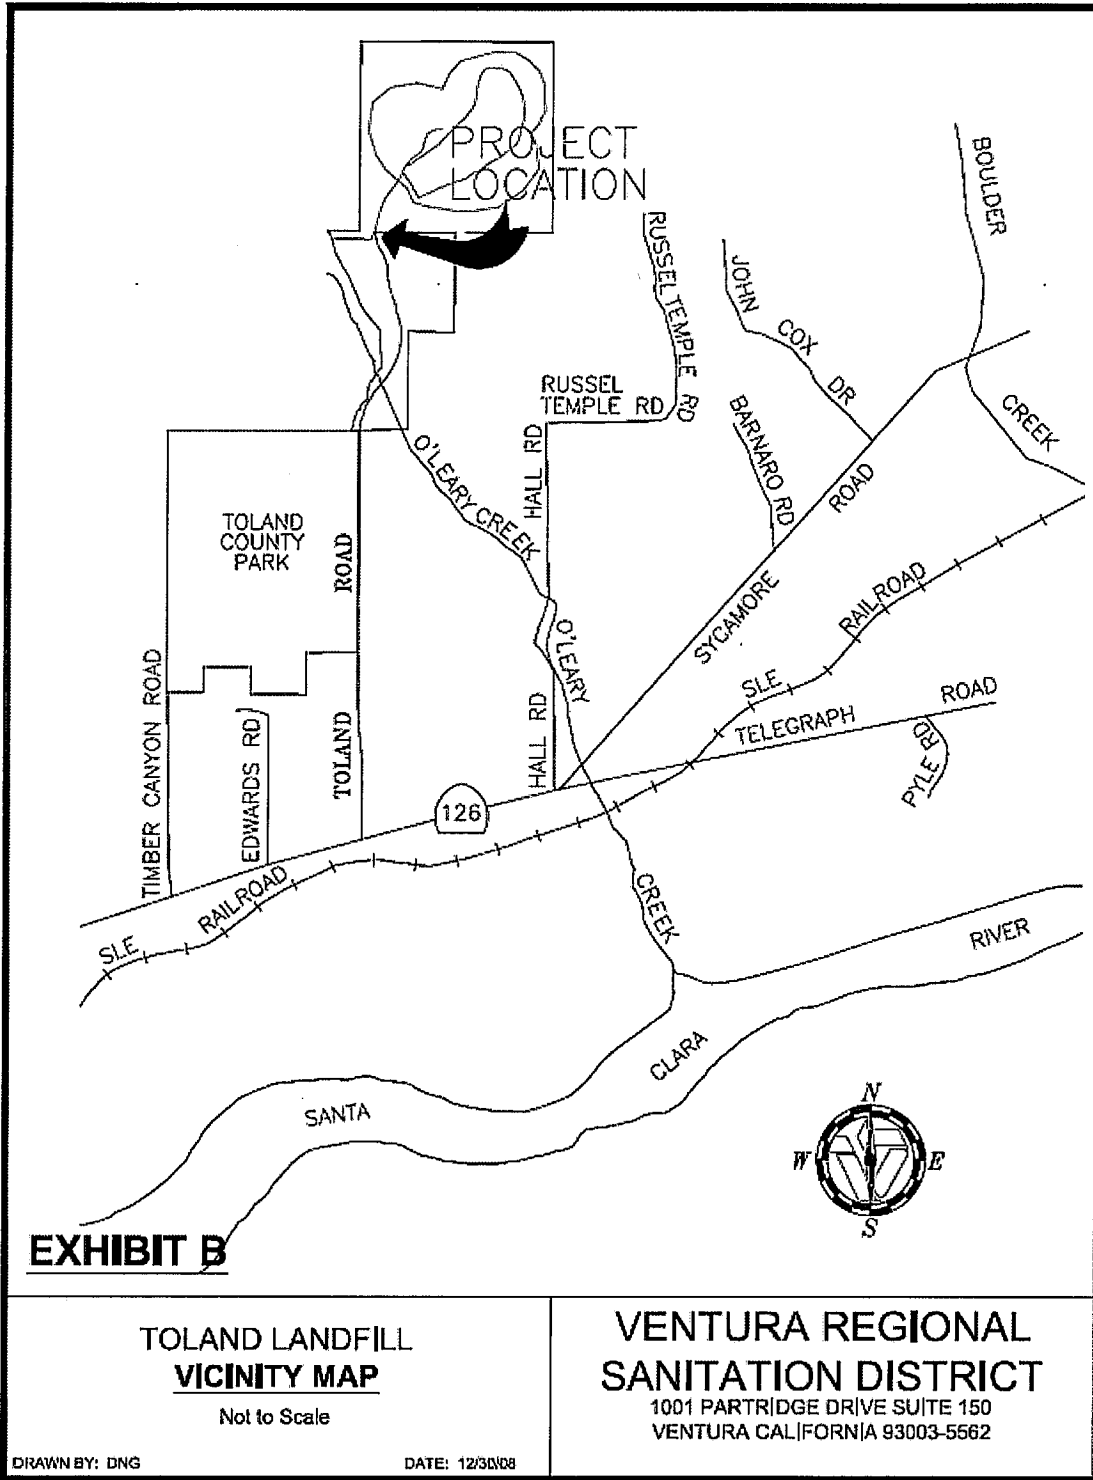 PROJECT
LOCATION
BOULDER
CREEK
RUSSEL TEMPLE RD
JOHN
COX
DR
RUSSEL
TEMPLE RD
BARNARO RD
HALL RD
O'LEARY CREEK
SYCAMORE
ROAD
TOLAND
COUNTY
PARK
ROAD
TOLAND
TIMBER CANYON ROAD
EDWARDS RD
HALL RD
O'LEARY
CREEK
SLE
RAILROAD
TELEGRAPH
ROAD
PYLE RD
126
SLE
RAILROAD
SANTA
CLARA
RIVER
N
W
E
S
EXHIBIT B
TOLAND LANDFILL
VICINITY MAP
Not to Scale
DRAWN BY: DNG
DATE: 12/30/08
VENTURA REGIONAL
SANITATION DISTRICT
1001 PARTRIDGE DRIVE SUITE 150
VENTURA CALIFORNIA 93003-5562